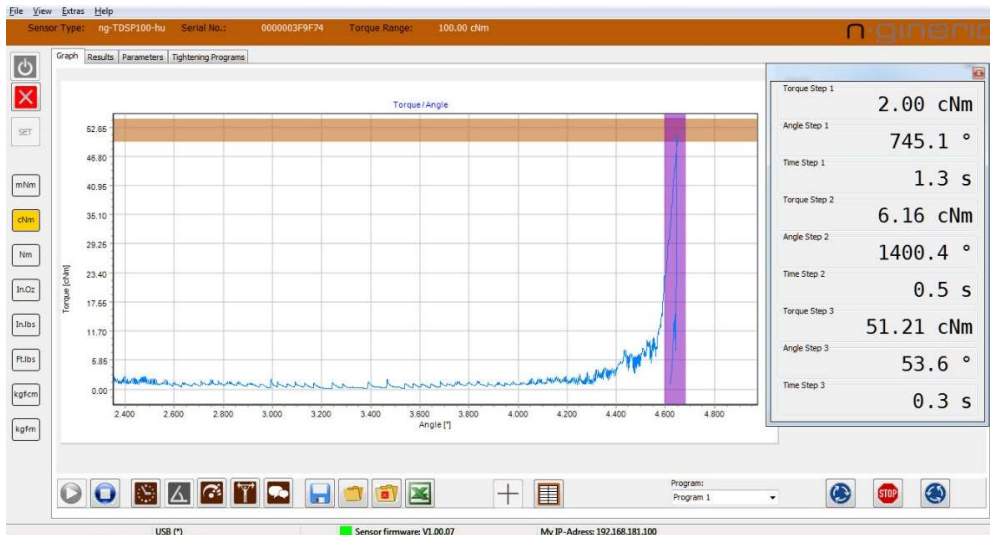 File View Extras Help
Sensor Type: ng-TDSP100-hu Serial No.: 0000003F9F74 Torque Range: 100.00 cNm
n-gineric
Graph Results Parameters Tightening Programs
SET
mNm
cNm
Nm
In.Oz
In.lbs
Ft.lbs
kgfcm
kgfm
Torque/Angle
52.65
46.80
40.95
35.10
29.25
23.40
17.55
11.70
5.85
0.00
Torque [cNm]
2.400 2.600 2.800 3.000 3.200 3.400 3.600 3.800 4.000 4.200 4.400 4.600 4.800
Angle [°]
Torque Step 1
2.00 cNm
Angle Step 1
745.1 °
Time Step 1
1.3 s
Torque Step 2
6.16 cNm
Angle Step 2
1400.4 °
Time Step 2
0.5 s
Torque Step 3
51.21 cNm
Angle Step 3
53.6 °
Time Step 3
0.3 s
Program:
Program 1
STOP
USB (*) Sensor firmware: V1.00.07 My IP-Adress: 192.168.181.100